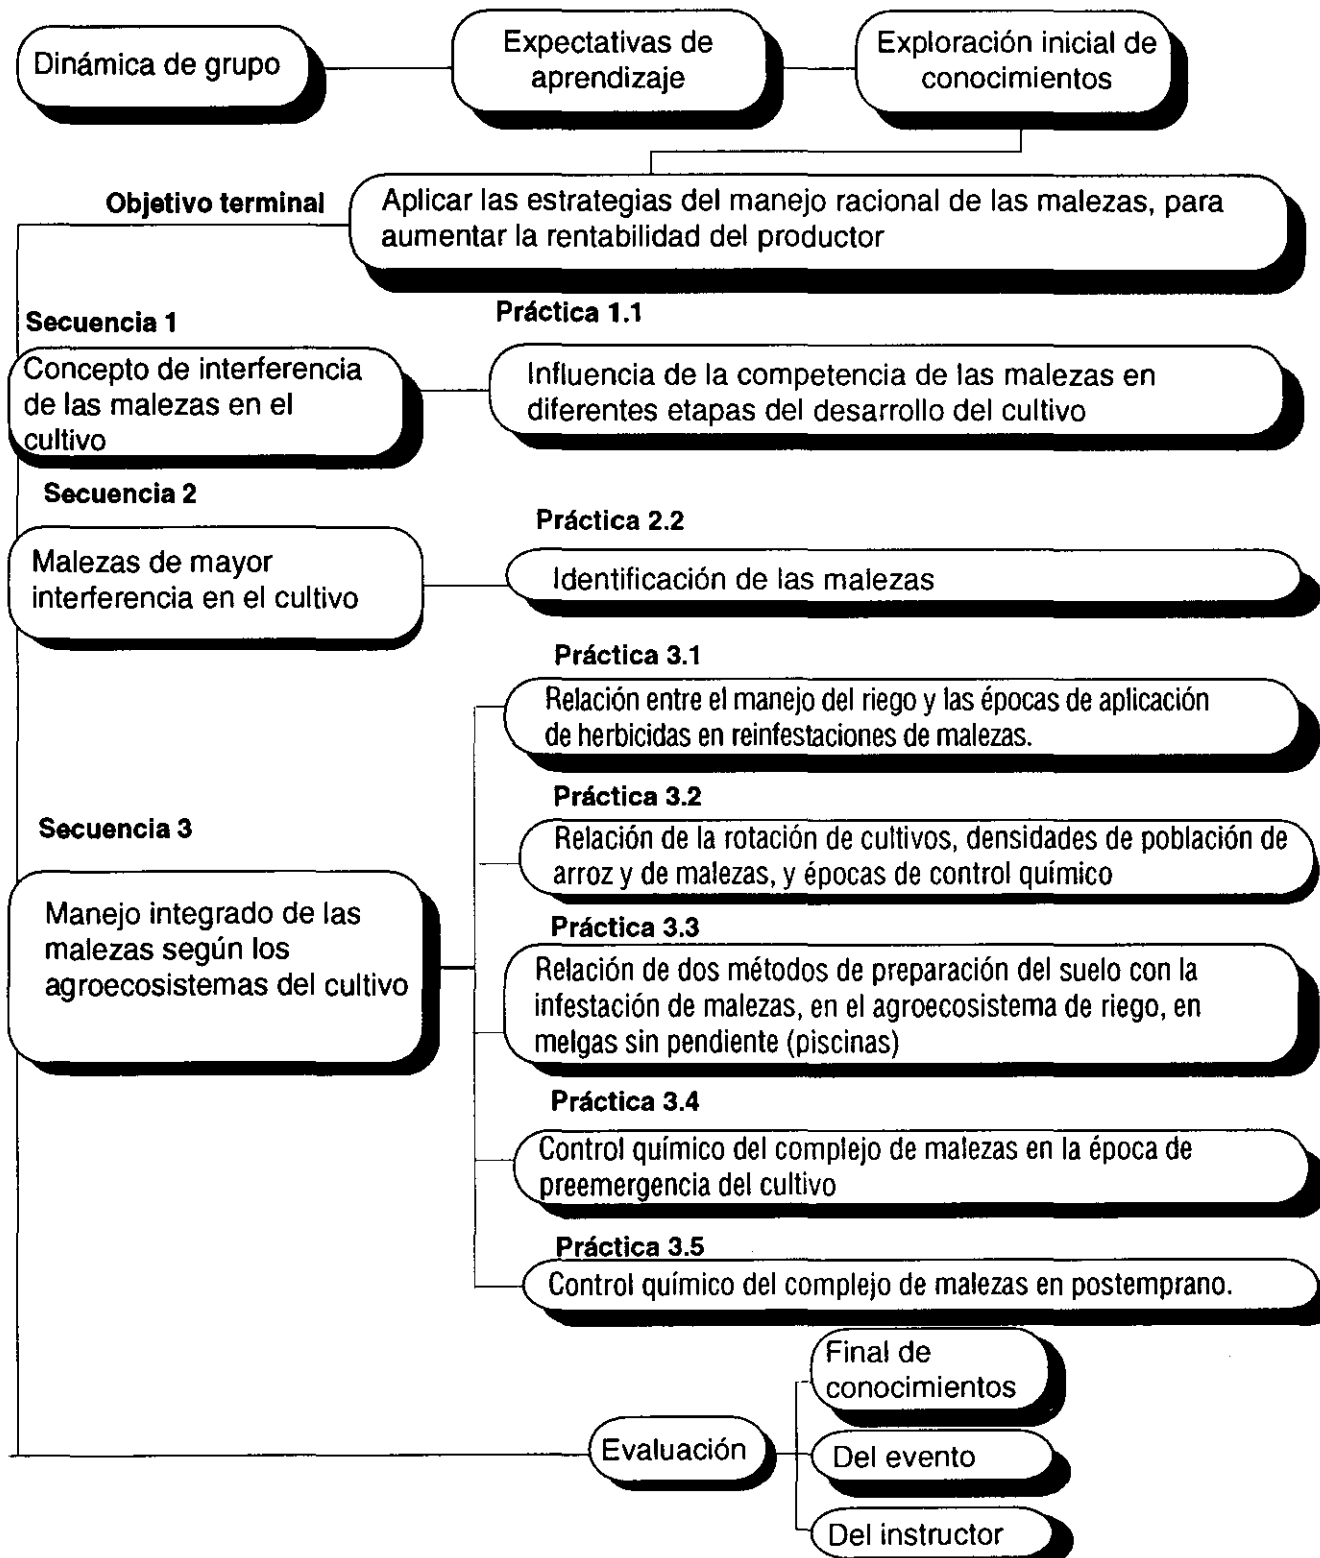 Dinámica de grupo
Expectativas de
aprendizaje
Exploración inicial de
conocimientos
Objetivo terminal
Aplicar las estrategias del manejo racional de las malezas, para
aumentar la rentabilidad del productor
Secuencia 1
Concepto de interferencia
de las malezas en el
cultivo
Práctica 1.1
Influencia de la competencia de las malezas en
diferentes etapas del desarrollo del cultivo
Secuencia 2
Malezas de mayor
interferencia en el cultivo
Práctica 2.2
Identificación de las malezas
Secuencia 3
Manejo integrado de las
malezas según los
agroecosistemas del cultivo
Práctica 3.1
Relación entre el manejo del riego y las épocas de aplicación
de herbicidas en reinfestaciones de malezas.
Práctica 3.2
Relación de la rotación de cultivos, densidades de población de
arroz y de malezas, y épocas de control químico
Práctica 3.3
Relación de dos métodos de preparación del suelo con la
infestación de malezas, en el agroecosistema de riego, en
melgas sin pendiente (piscinas)
Práctica 3.4
Control químico del complejo de malezas en la época de
preemergencia del cultivo
Práctica 3.5
Control químico del complejo de malezas en postemprano.
Evaluación
Final de
conocimientos
Del evento
Del instructor